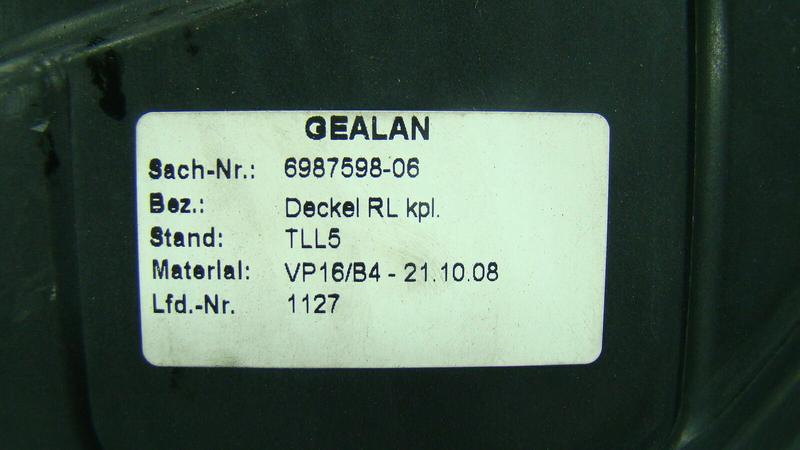 GEALAN
Sach-Nr.: 6987598-06
Bez.: Deckel RL kpl.
Stand: TLL5
Material: VP16/B4 - 21.10.08
Lfd.-Nr. 1127